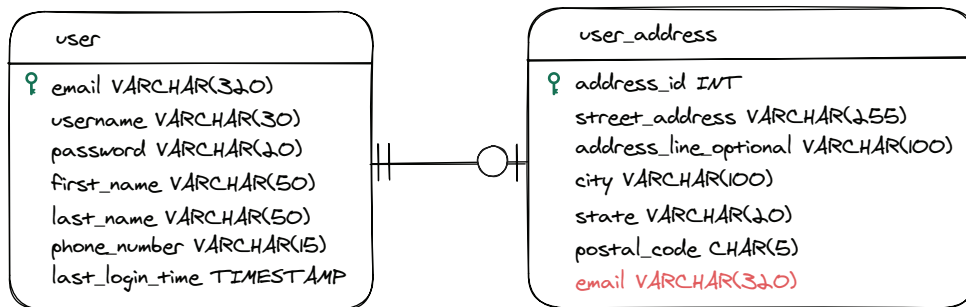 user
email VARCHAR(320)
username VARCHAR(30)
password VARCHAR(20)
first_name VARCHAR(50)
last_name VARCHAR(50)
phone_number VARCHAR(15)
last_login_time TIMESTAMP
user_address
address_id INT
street_address VARCHAR(255)
address_line_optional VARCHAR(100)
city VARCHAR(100)
state VARCHAR(20)
postal_code CHAR(5)
email VARCHAR(320)